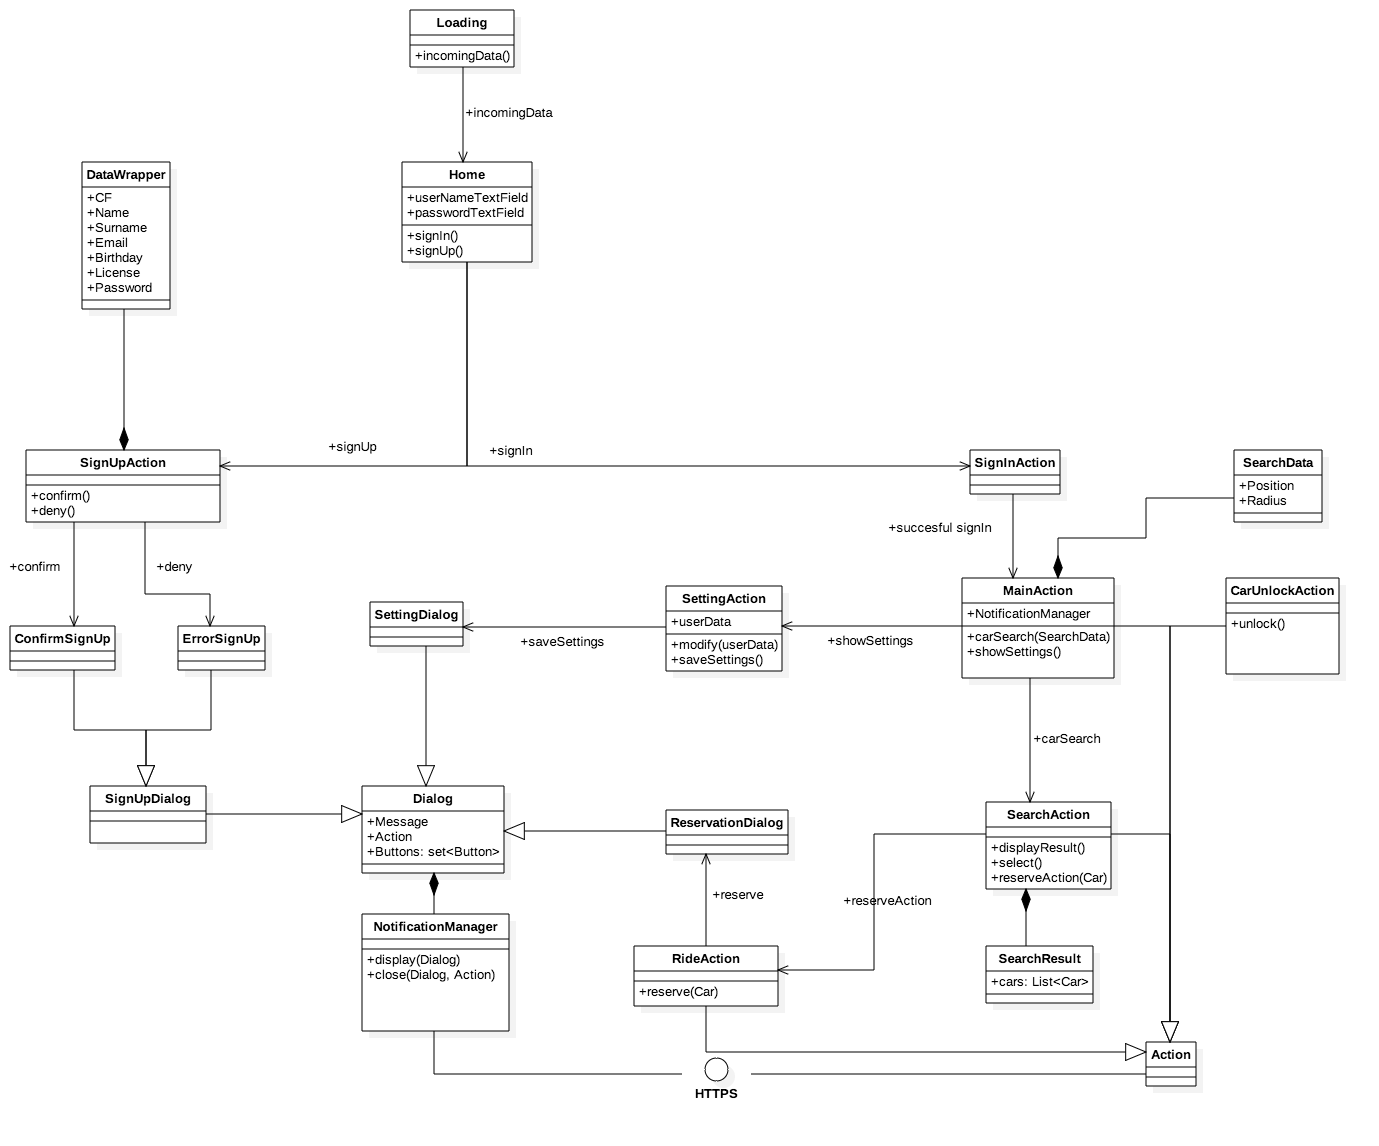 Loading
+incomingData()
+incomingData
DataWrapper
+CF
+Name
+Surname
+Email
+Birthday
+License
+Password
Home
+userNameTextField
+passwordTextField
+signIn()
+signUp()
+signUp
+signIn
SignUpAction
+confirm()
+deny()
SignInAction
SearchData
+Position
+Radius
+succesful signIn
+confirm
+deny
ConfirmSignUp
ErrorSignUp
SettingDialog
+saveSettings
SettingAction
+userData
+modify(userData)
+saveSettings()
+showSettings
MainAction
+NotificationManager
+carSearch(SearchData)
+showSettings()
CarUnlockAction
+unlock()
+carSearch
SignUpDialog
Dialog
+Message
+Action
+Buttons: set<Button>
ReservationDialog
SearchAction
+displayResult()
+select()
+reserveAction(Car)
+reserve
+reserveAction
NotificationManager
+display(Dialog)
+close(Dialog, Action)
RideAction
+reserve(Car)
SearchResult
+cars: List<Car>
Action
HTTPS